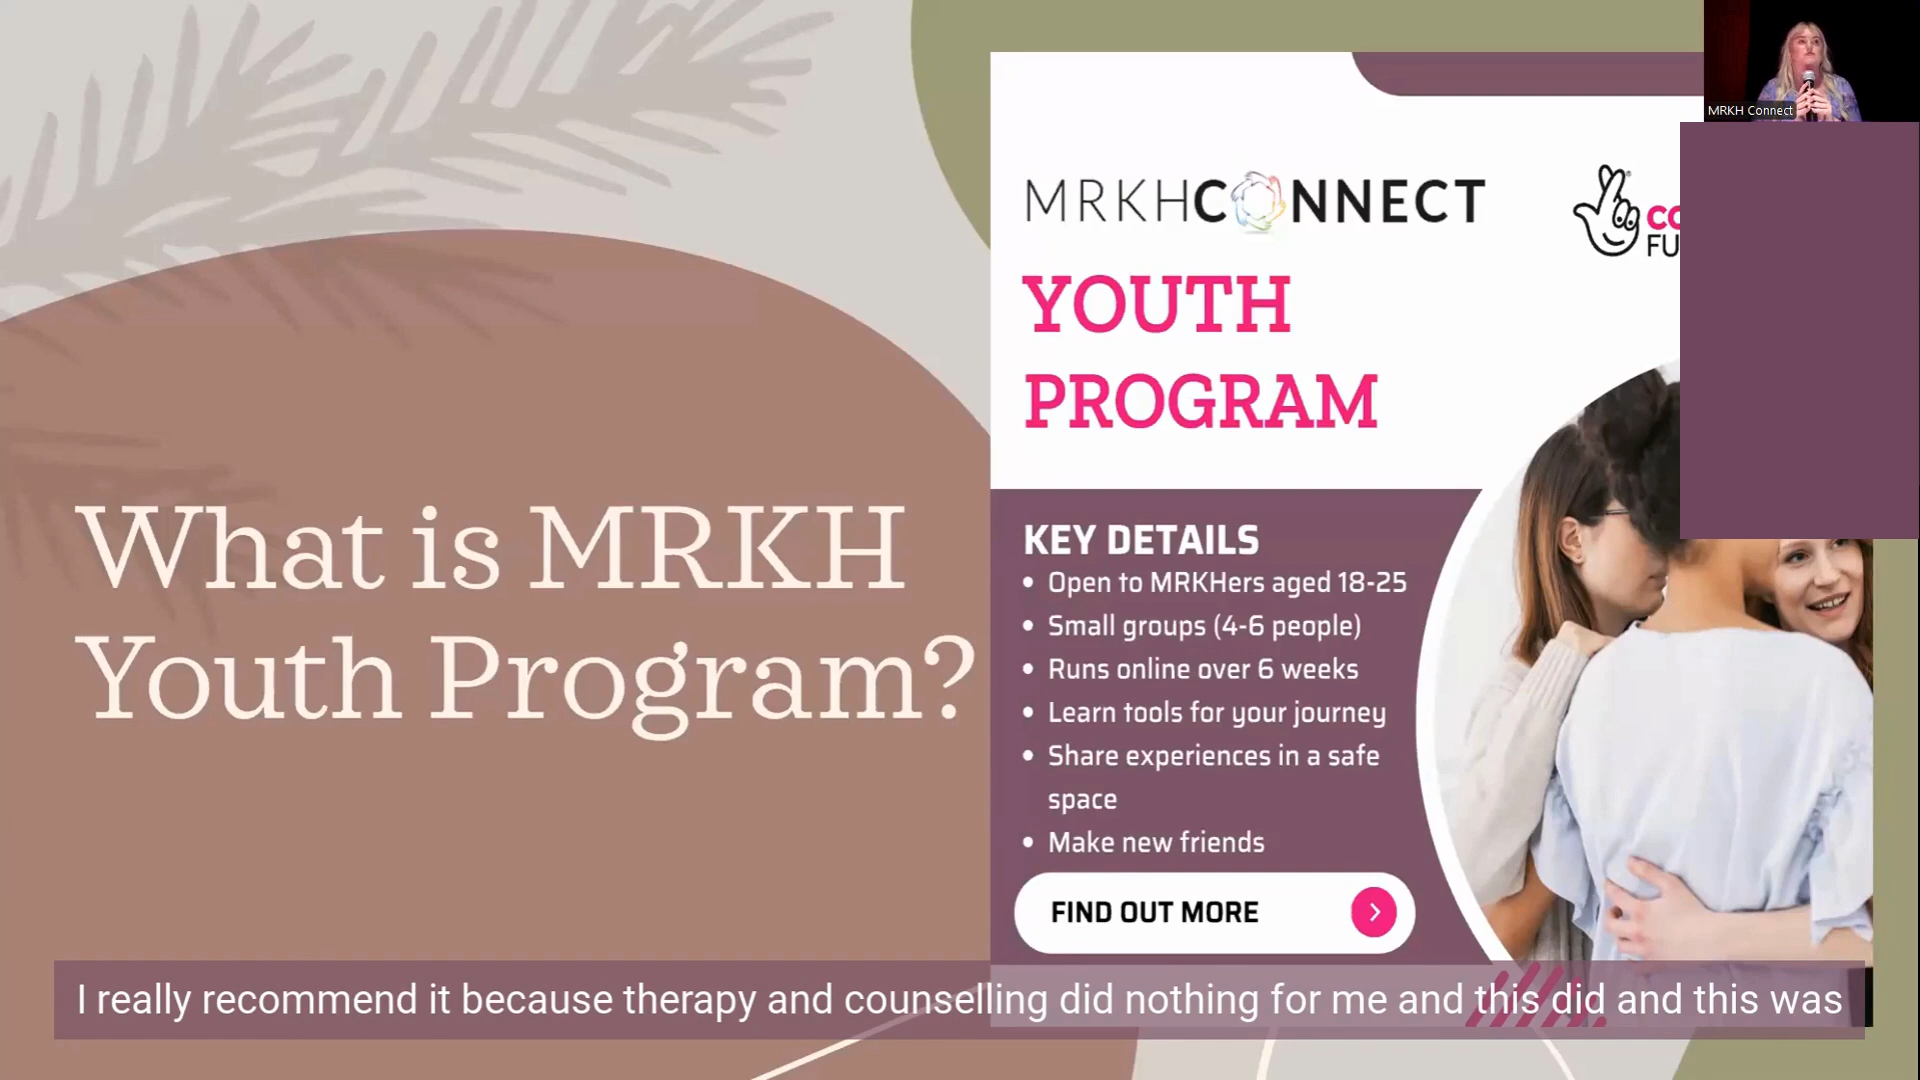 What is MRKH
Youth Program?
MRKHCONNECT
YOUTH
PROGRAM
KEY DETAILS
• Open to MRKHers aged 18-25
• Small groups (4-6 people)
• Runs online over 6 weeks
• Learn tools for your journey
• Share experiences in a safe
space
• Make new friends
FIND OUT MORE
MRKH Connect
I really recommend it because therapy and counselling did nothing for me and this did and this was